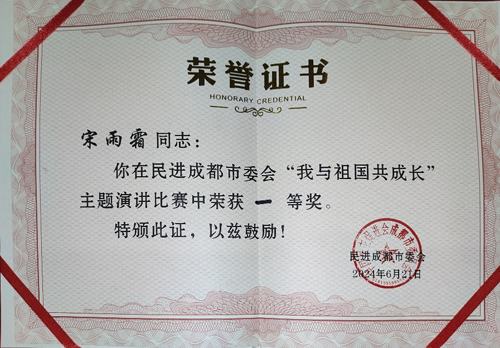 荣誉证书
HONORARY CREDENTIAL
宋雨霜 同志：
你在民进成都市委会“我与祖国共成长”
主题演讲比赛中荣获 一 等奖。
特颁此证，以兹鼓励！
民进成都市委会
2024年6月21日